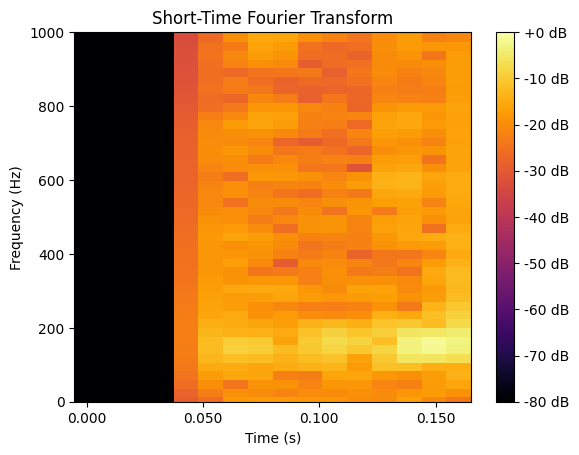 Short-Time Fourier Transform
1000
800
600
400
200
0
Frequency (Hz)
0.000
0.050
0.100
0.150
Time (s)
+0 dB
-10 dB
-20 dB
-30 dB
-40 dB
-50 dB
-60 dB
-70 dB
-80 dB